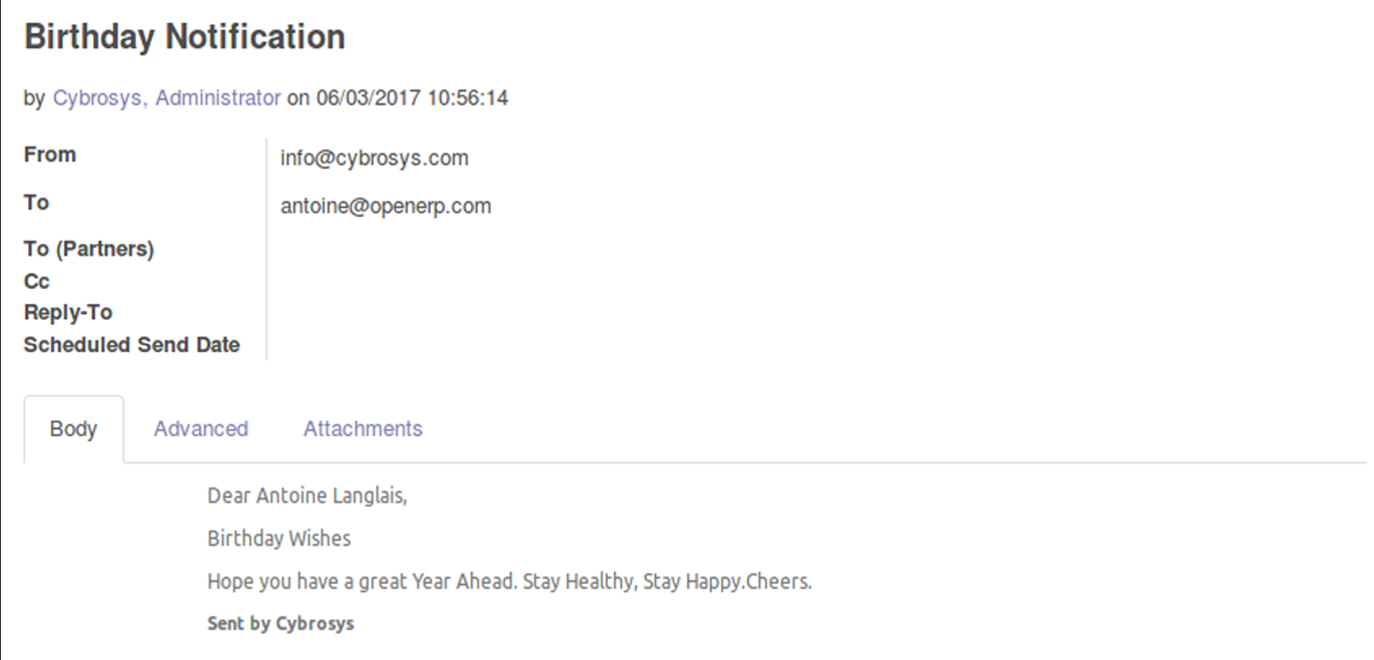 Birthday Notification
by Cybrosys, Administrator on 06/03/2017 10:56:14
From info@cybrosys.com
To antoine@openerp.com
To (Partners)
Cc
Reply-To
Scheduled Send Date
Body Advanced Attachments
Dear Antoine Langlais,
Birthday Wishes
Hope you have a great Year Ahead. Stay Healthy, Stay Happy.Cheers.
Sent by Cybrosys